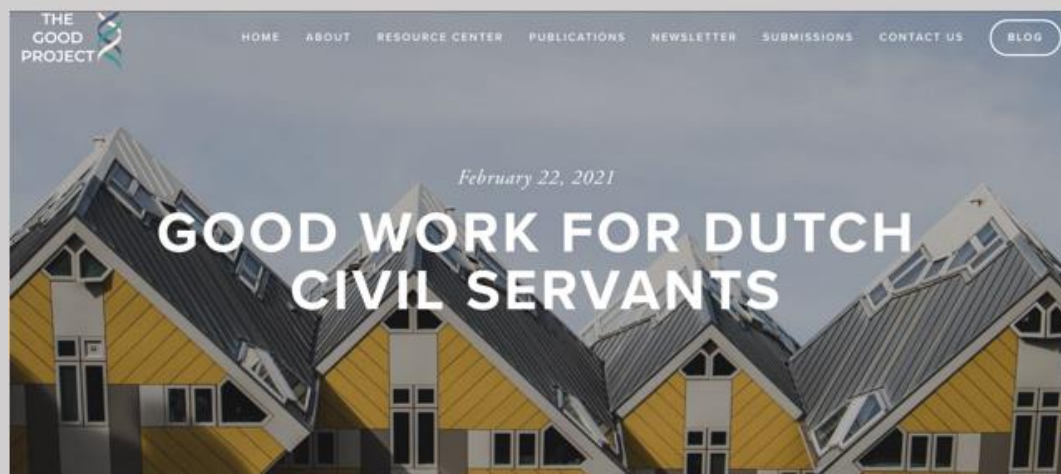 THE
GOOD
PROJECT
HOME ABOUT RESOURCE CENTER PUBLICATIONS NEWSLETTER SUBMISSIONS CONTACT US BLOG
February 22, 2021
GOOD WORK FOR DUTCH
CIVIL SERVANTS